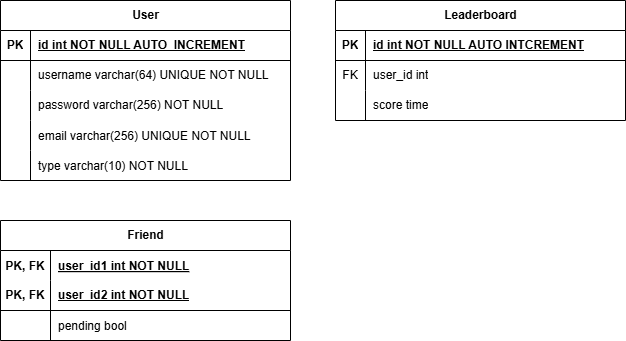 User
PK id int NOT NULL AUTO_INCREMENT
username varchar(64) UNIQUE NOT NULL
password varchar(256) NOT NULL
email varchar(256) UNIQUE NOT NULL
type varchar(10) NOT NULL
Leaderboard
PK id int NOT NULL AUTO INTCREMENT
FK user_id int
score time
Friend
PK, FK user_id1 int NOT NULL
PK, FK user_id2 int NOT NULL
pending bool